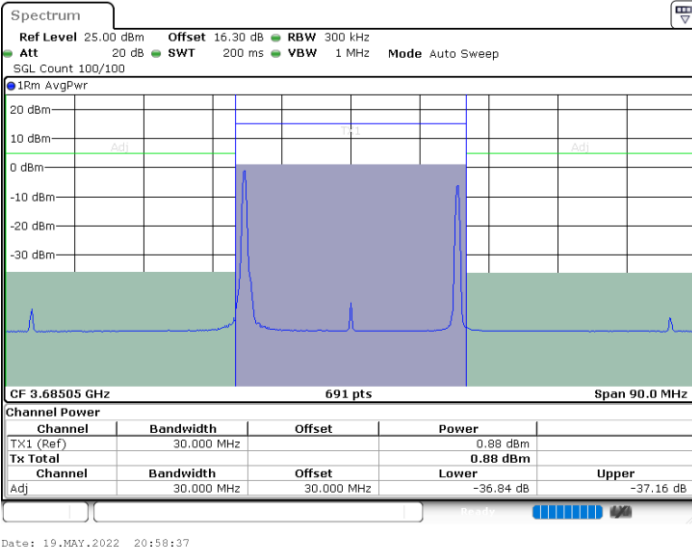 Spectrum
Ref Level 25.00 dBm Offset 16.30 dB RBW 300 kHz
Att 20 dB SWT 200 ms VBW 1 MHz Mode Auto Sweep
SGL Count 100/100
1Rm AvgPwr
20 dBm
TX1
10 dBm
Adj Adj
0 dBm
-10 dBm
-20 dBm
-30 dBm
CF 3.68505 GHz 691 pts Span 90.0 MHz
Channel Power
Channel Bandwidth Offset Power
TX1 (Ref) 30.000 MHz 0.88 dBm
Tx Total 0.88 dBm
Channel Bandwidth Offset Lower Upper
Adj 30.000 MHz 30.000 MHz -36.84 dB -37.16 dB
Ready
Date: 19.MAY.2022 20:58:37